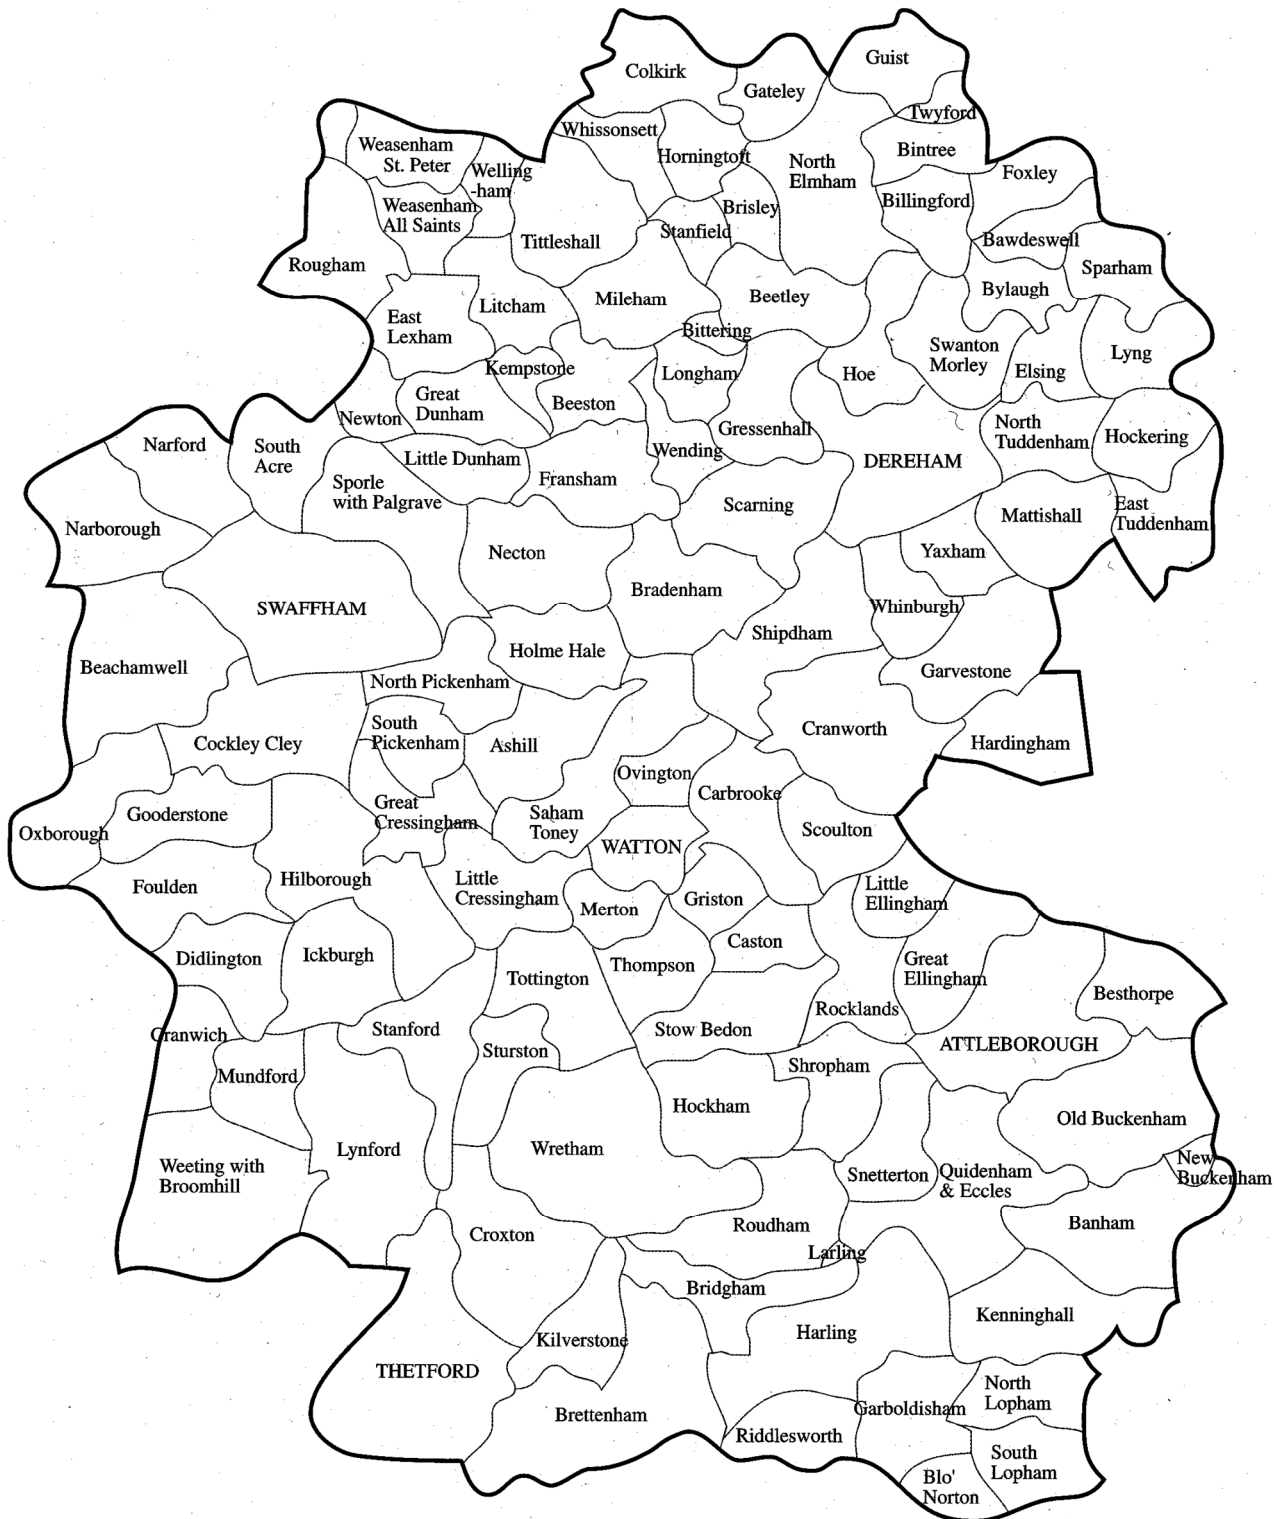 Guist
Colkirk
Gateley
Twyford
Whissonsett
Weasenham
St. Peter
Bintree
Horningtoft
North
Elmham
Welling
-ham
Foxley
Weasenham
All Saints
Brisley
Billingford
Stanfield
Tittleshall
Bawdeswell
Rougham
Sparham
Bylaugh
Mileham
Beetley
Litcham
East
Lexham
Bittering
Swanton
Morley
Lyng
Kempstone
Longham
Hoe
Elsing
Great
Dunham
Beeston
Newton
North
Tuddenham
Gressenhall
Hockering
Narford
South
Acre
Wending
Little Dunham
DEREHAM
Fransham
Sporle
with Palgrave
Scarning
Mattishall
East
Tuddenham
Narborough
Necton
Yaxham
Bradenham
SWAFFHAM
Whinburgh
Shipdham
Holme Hale
Beachamwell
Garvestone
North Pickenham
South
Pickenham
Cranworth
Cockley Cley
Ashill
Hardingham
Ovington
Carbrooke
Great
Cressingham
Gooderstone
Saham
Toney
Oxborough
Scoulton
WATTON
Hilborough
Foulden
Little
Cressingham
Little
Ellingham
Griston
Merton
Caston
Didlington
Ickburgh
Thompson
Great
Ellingham
Tottington
Besthorpe
Rocklands
Cranwich
Stanford
Stow Bedon
ATTLEBOROUGH
Sturston
Shropham
Mundford
Hockham
Old Buckenham
Lynford
Wretham
New
Buckenham
Weeting with
Broomhill
Snetterton
Quidenham
& Eccles
Banham
Roudham
Croxton
Larling
Bridgham
Kenninghall
Harling
Kilverstone
THETFORD
North
Lopham
Garboldisham
Brettenham
Riddlesworth
South
Lopham
Blo'
Norton